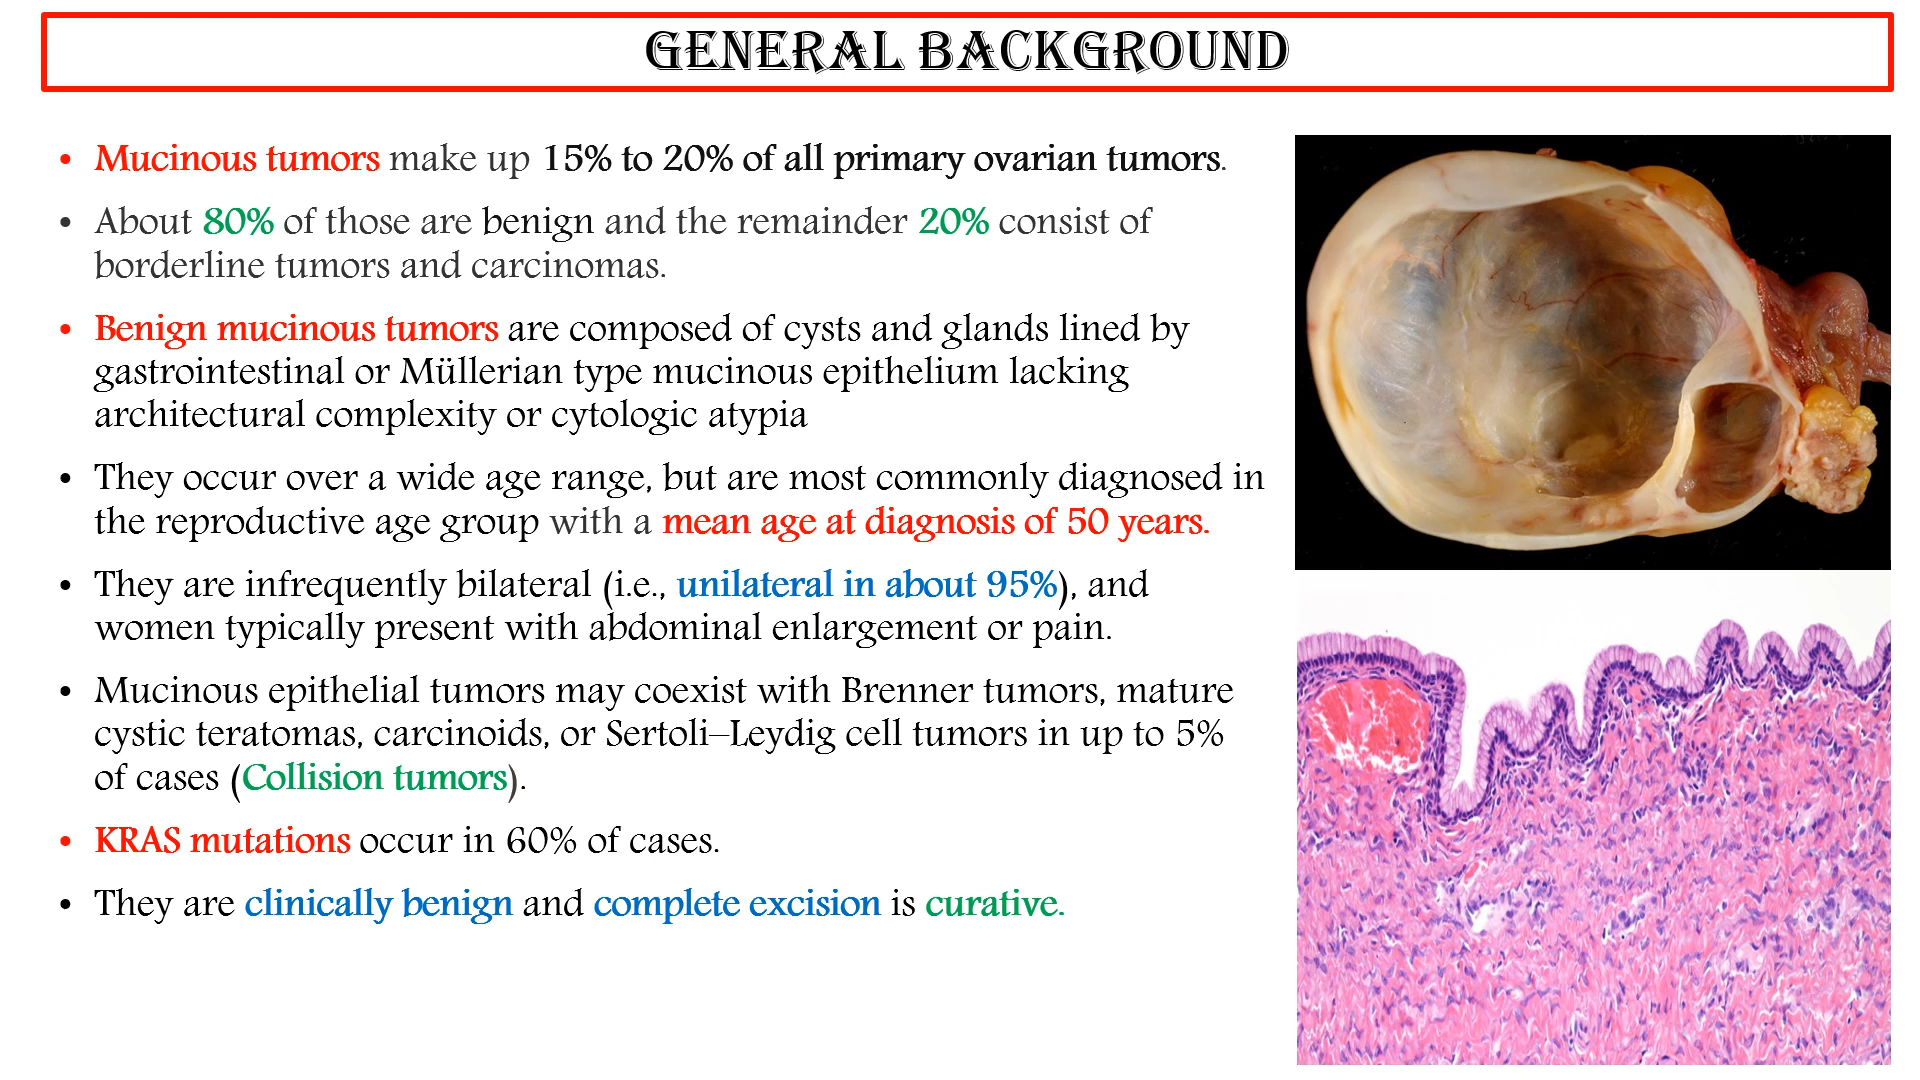 GENERAL BACKGROUND
• Mucinous tumors make up 15% to 20% of all primary ovarian tumors.
• About 80% of those are benign and the remainder 20% consist of
borderline tumors and carcinomas.
• Benign mucinous tumors are composed of cysts and glands lined by
gastrointestinal or Müllerian type mucinous epithelium lacking
architectural complexity or cytologic atypia
• They occur over a wide age range, but are most commonly diagnosed in
the reproductive age group with a mean age at diagnosis of 50 years.
• They are infrequently bilateral (i.e., unilateral in about 95%), and
women typically present with abdominal enlargement or pain.
• Mucinous epithelial tumors may coexist with Brenner tumors, mature
cystic teratomas, carcinoids, or Sertoli–Leydig cell tumors in up to 5%
of cases (Collision tumors).
• KRAS mutations occur in 60% of cases.
• They are clinically benign and complete excision is curative.